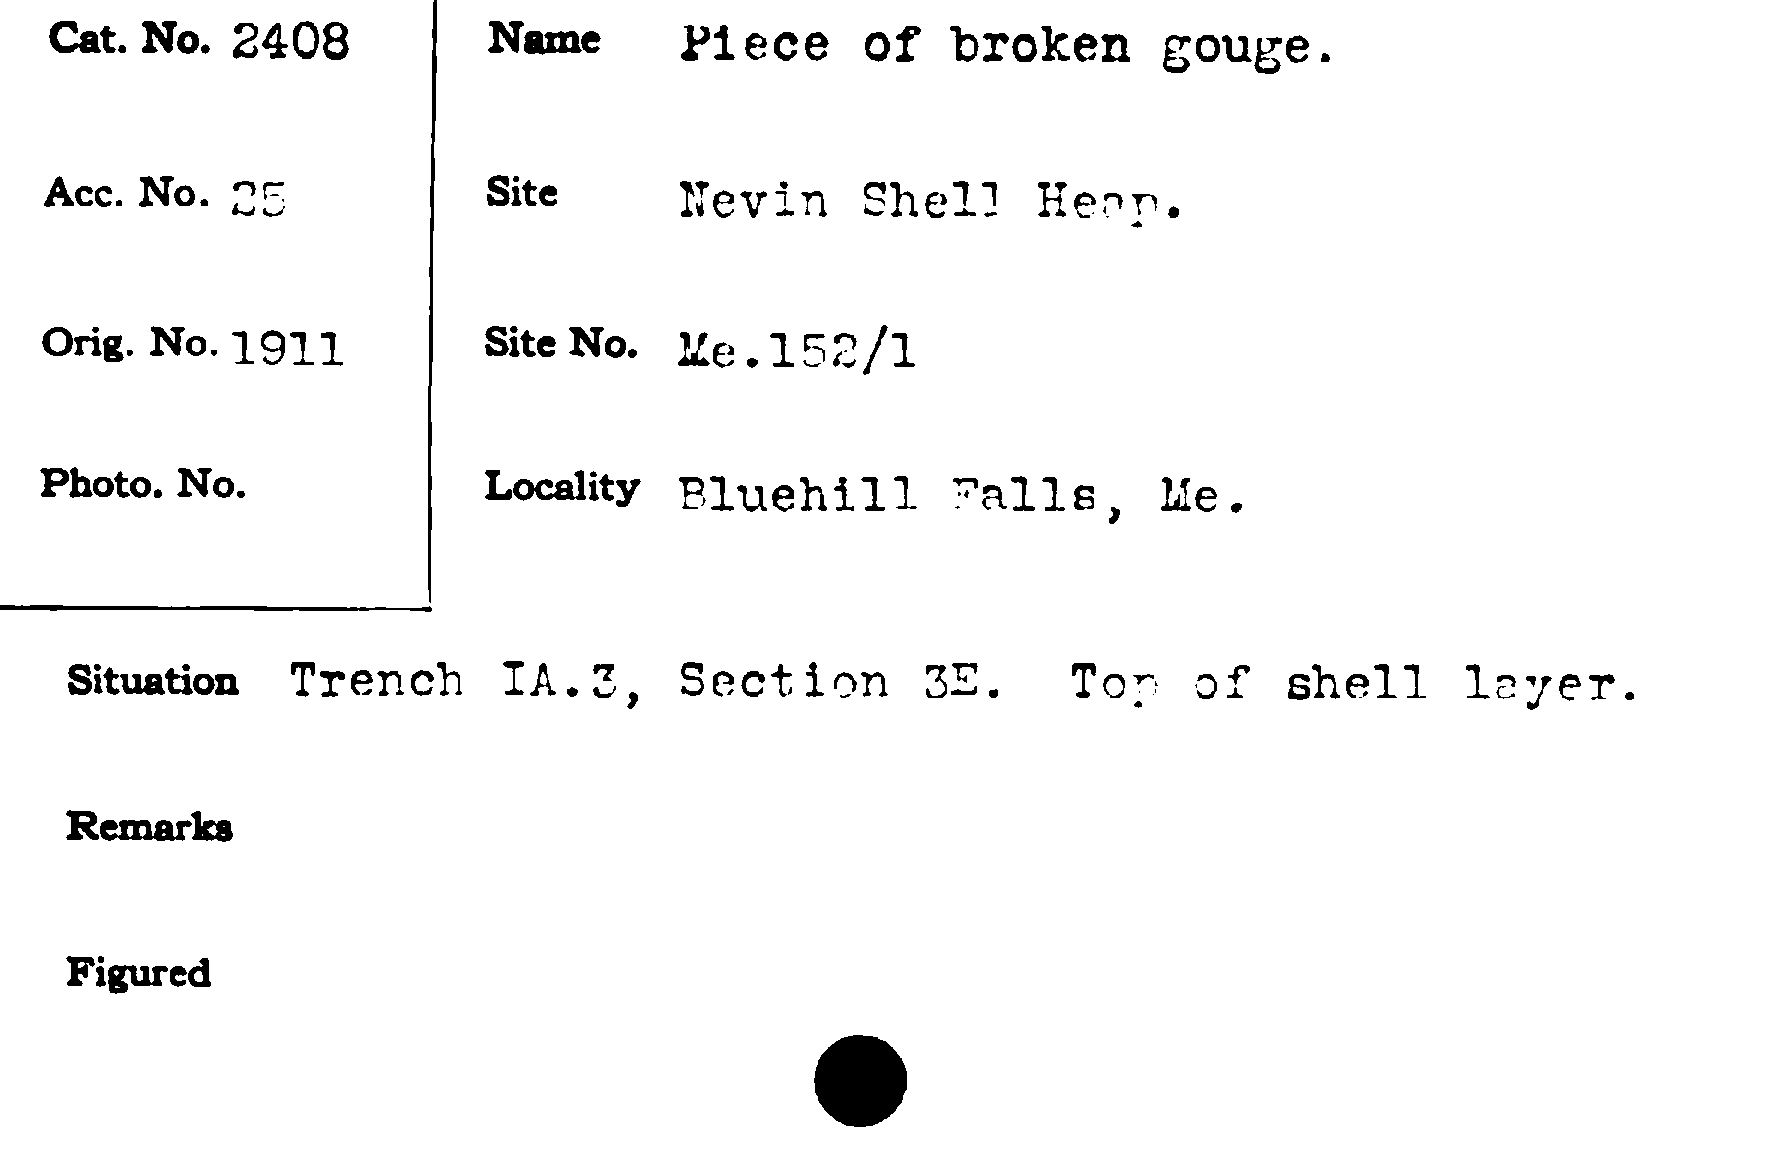 Cat. No. 2408
Name Piece of broken gouge.
Acc. No. 25
Site Nevin Shell Heap.
Orig. No. 1911
Site No. Me.152/1
Photo. No.
Locality Bluehill Falls, Me.
Situation Trench IA.3, Section 3E. Top of shell layer.
Remarks
Figured